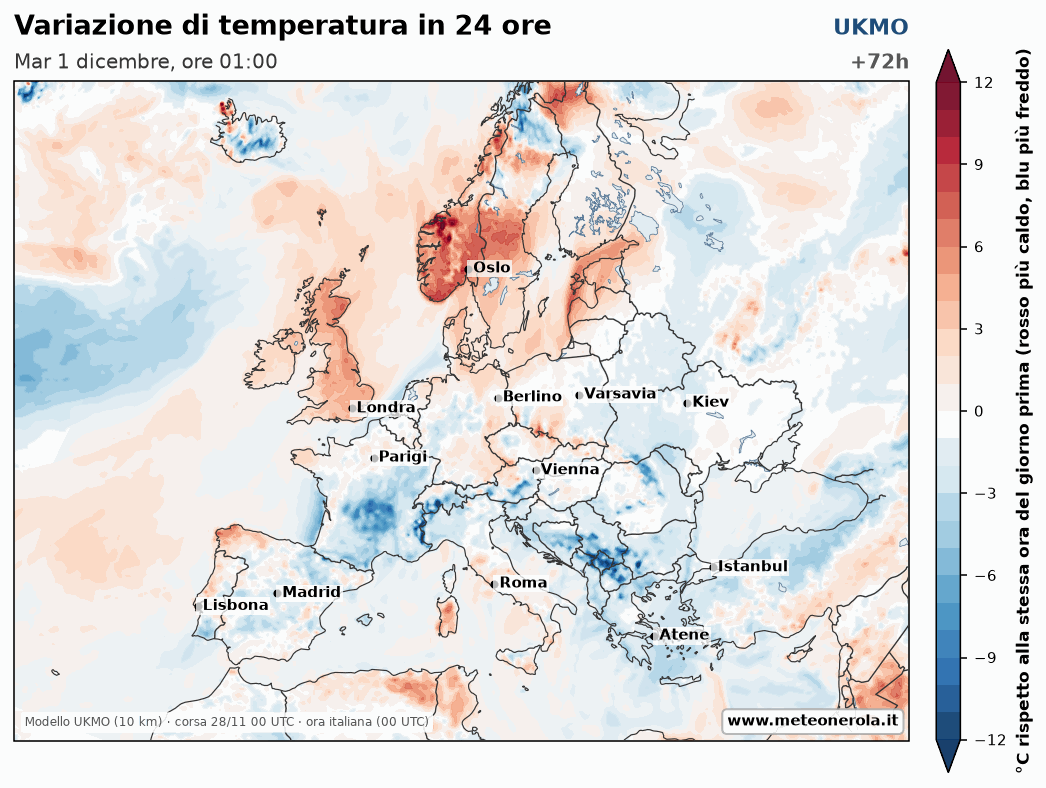 Variazione di temperatura in 24 ore
UKMO
Mar 1 dicembre, ore 01:00
+72h
Oslo
Londra
Berlino
Varsavia
Kiev
Parigi
Vienna
Madrid
Lisbona
Roma
Istanbul
Atene
Modello UKMO (10 km) · corsa 28/11 00 UTC · ora italiana (00 UTC)
www.meteonerola.it
12
9
6
3
0
−3
−6
−9
−12
°C rispetto alla stessa ora del giorno prima (rosso più caldo, blu più freddo)